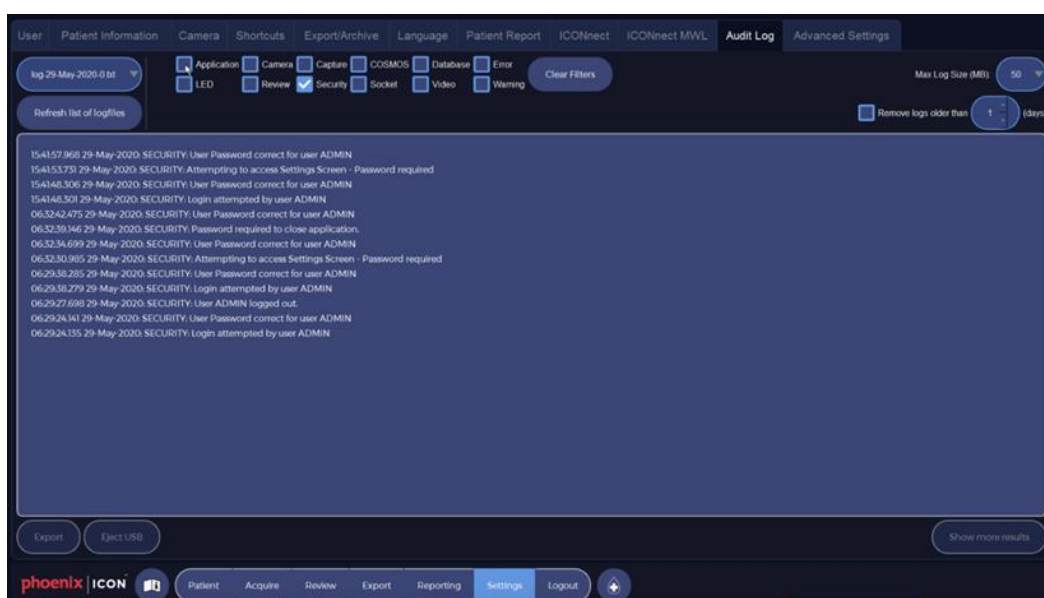 User Patient Information Camera Shortcuts Export/Archive Language Patient Report ICONnect ICONnect MWL Audit Log Advanced Settings
log-29-May-2020-0.txt Application Camera Capture COSMOS Database Error Clear Filters Max Log Size (MB): 50
LED Review Security Socket Video Warning
Refresh list of logfiles Remove logs older than 1 (days
15:41:57.968 29-May-2020: SECURITY: User Password correct for user ADMIN
15:41:53.731 29-May-2020: SECURITY: Attempting to access Settings Screen - Password required
15:41:48.306 29-May-2020: SECURITY: User Password correct for user ADMIN
15:41:48.301 29-May-2020: SECURITY: Login attempted by user ADMIN
06:32:42.475 29-May-2020: SECURITY: User Password correct for user ADMIN
06:32:39.146 29-May-2020: SECURITY: Password required to close application.
06:32:34.699 29-May-2020: SECURITY: User Password correct for user ADMIN
06:32:30.985 29-May-2020: SECURITY: Attempting to access Settings Screen - Password required
06:29:38.285 29-May-2020: SECURITY: User Password correct for user ADMIN
06:29:38.279 29-May-2020: SECURITY: Login attempted by user ADMIN
06:29:27.698 29-May-2020: SECURITY: User ADMIN logged out.
06:29:24.141 29-May-2020: SECURITY: User Password correct for user ADMIN
06:29:24.135 29-May-2020: SECURITY: Login attempted by user ADMIN
Export Eject USB Show more results
phoenix | ICON Patient Acquire Review Export Reporting Settings Logout